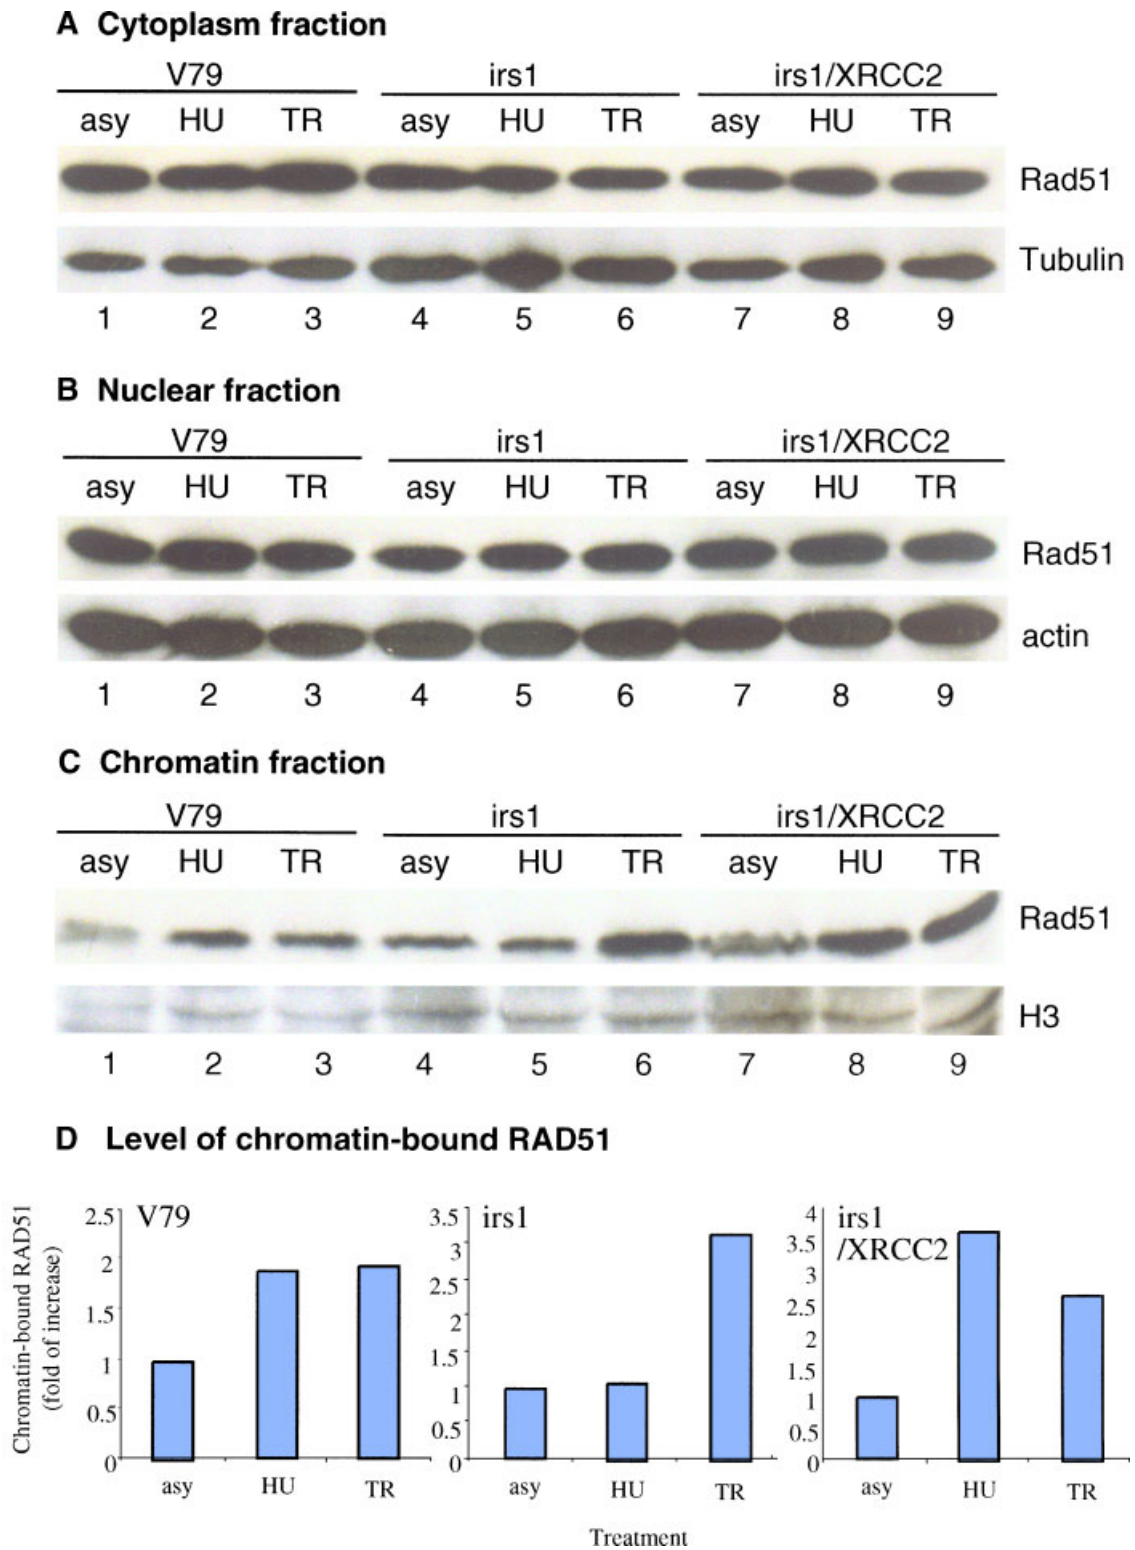 A Cytoplasm fraction
V79 irs1 irs1/XRCC2
asy HU TR asy HU TR asy HU TR
Rad51
Tubulin
1 2 3 4 5 6 7 8 9
B Nuclear fraction
V79 irs1 irs1/XRCC2
asy HU TR asy HU TR asy HU TR
Rad51
actin
1 2 3 4 5 6 7 8 9
C Chromatin fraction
V79 irs1 irs1/XRCC2
asy HU TR asy HU TR asy HU TR
Rad51
H3
1 2 3 4 5 6 7 8 9
D Level of chromatin-bound RAD51
Chromatin-bound RAD51
(fold of increase)
V79
2.5
2
1.5
1
0.5
0
asy HU TR
irs1
3.5
3
2.5
2
1.5
1
0.5
0
asy HU TR
irs1
/XRCC2
4
3.5
3
2.5
2
1.5
1
0.5
0
asy HU TR
Treatment